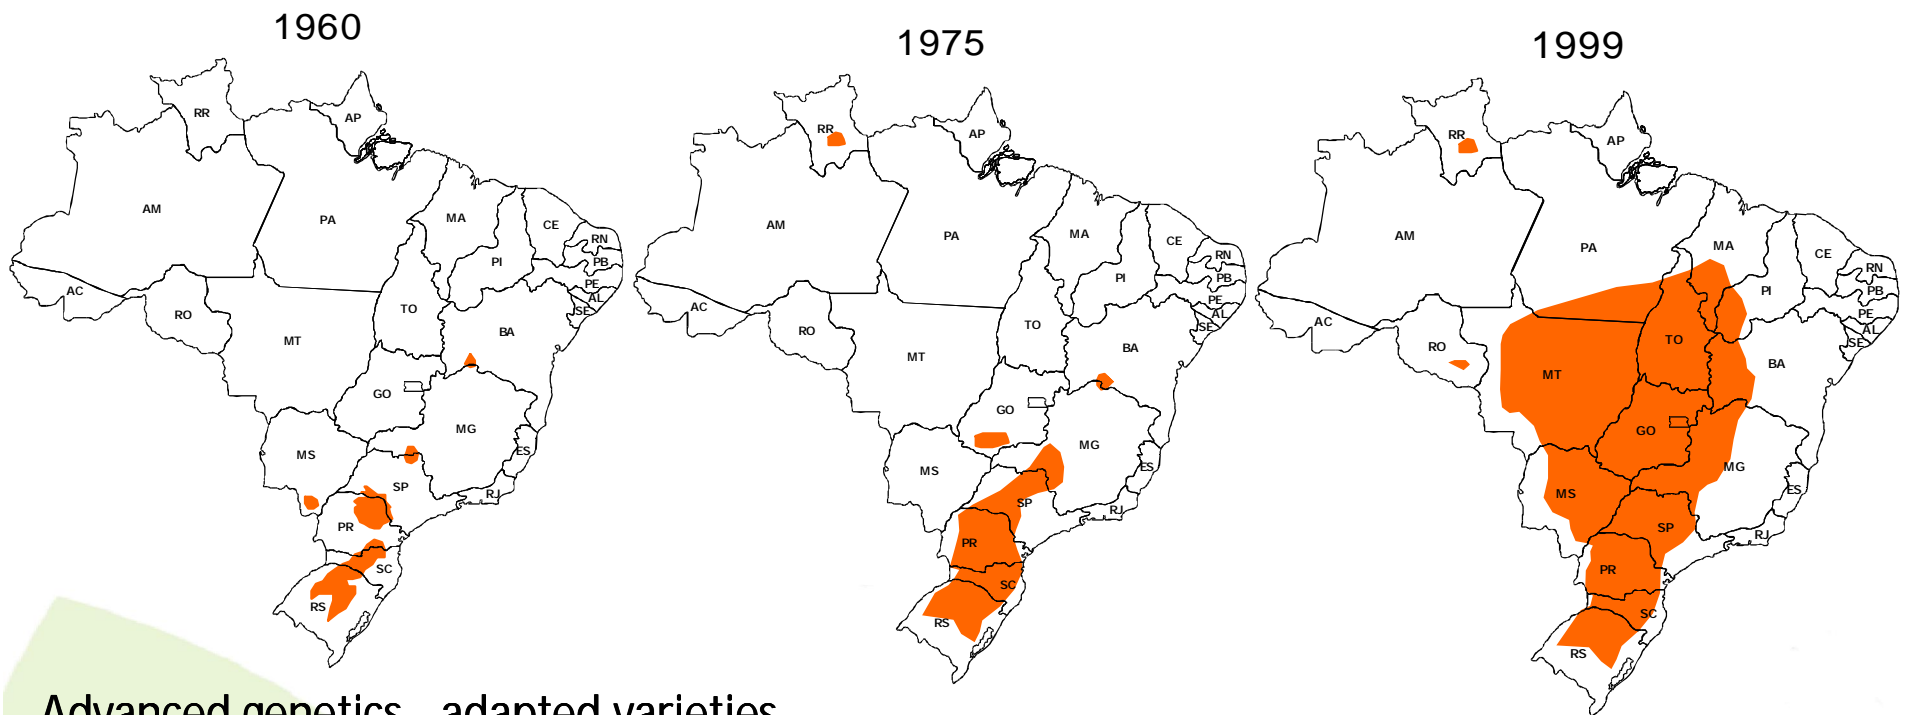 1960
1975
1999
RR
AP
AM
PA
MA
CE
RN
PB
PI
PE
AL
SE
AC
RO
TO
BA
MT
GO
MG
ES
MS
SP
RJ
PR
SC
RS
RR
AP
AM
PA
MA
CE
RN
PB
PI
PE
AL
SE
AC
RO
TO
BA
MT
GO
MG
ES
MS
SP
RJ
PR
SC
RS
RR
AP
AM
PA
MA
CE
RN
PB
PI
PE
AL
SE
AC
RO
TO
BA
MT
GO
MG
ES
MS
SP
RJ
PR
SC
RS
Advanced genetics adapted varieties